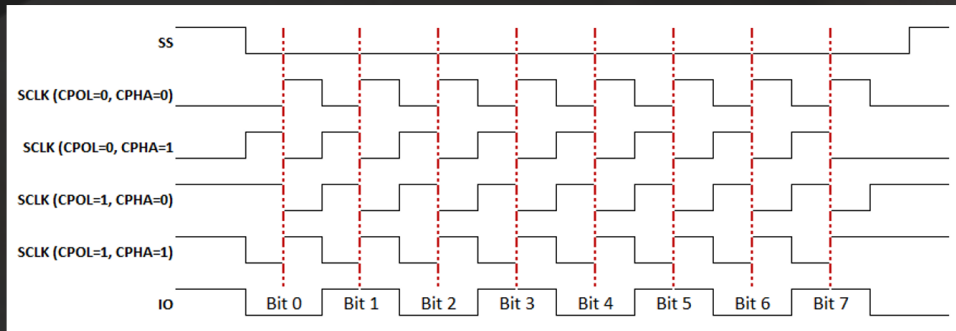 SS
SCLK (CPOL=0, CPHA=0)
SCLK (CPOL=0, CPHA=1
SCLK (CPOL=1, CPHA=0)
SCLK (CPOL=1, CPHA=1)
IO Bit 0 Bit 1 Bit 2 Bit 3 Bit 4 Bit 5 Bit 6 Bit 7